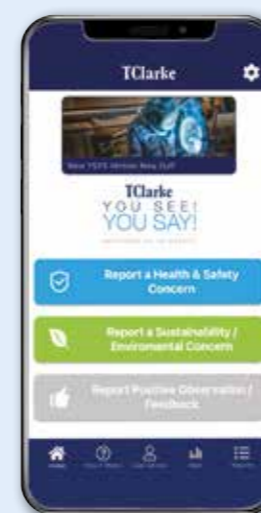 TClarke
New YSYS Version Now Out!
TClarke
YOU SEE!
YOU SAY!
Report a Health & Safety
Concern
Report a Sustainability /
Enviromental Concern
Report Positive Observation /
Feedback